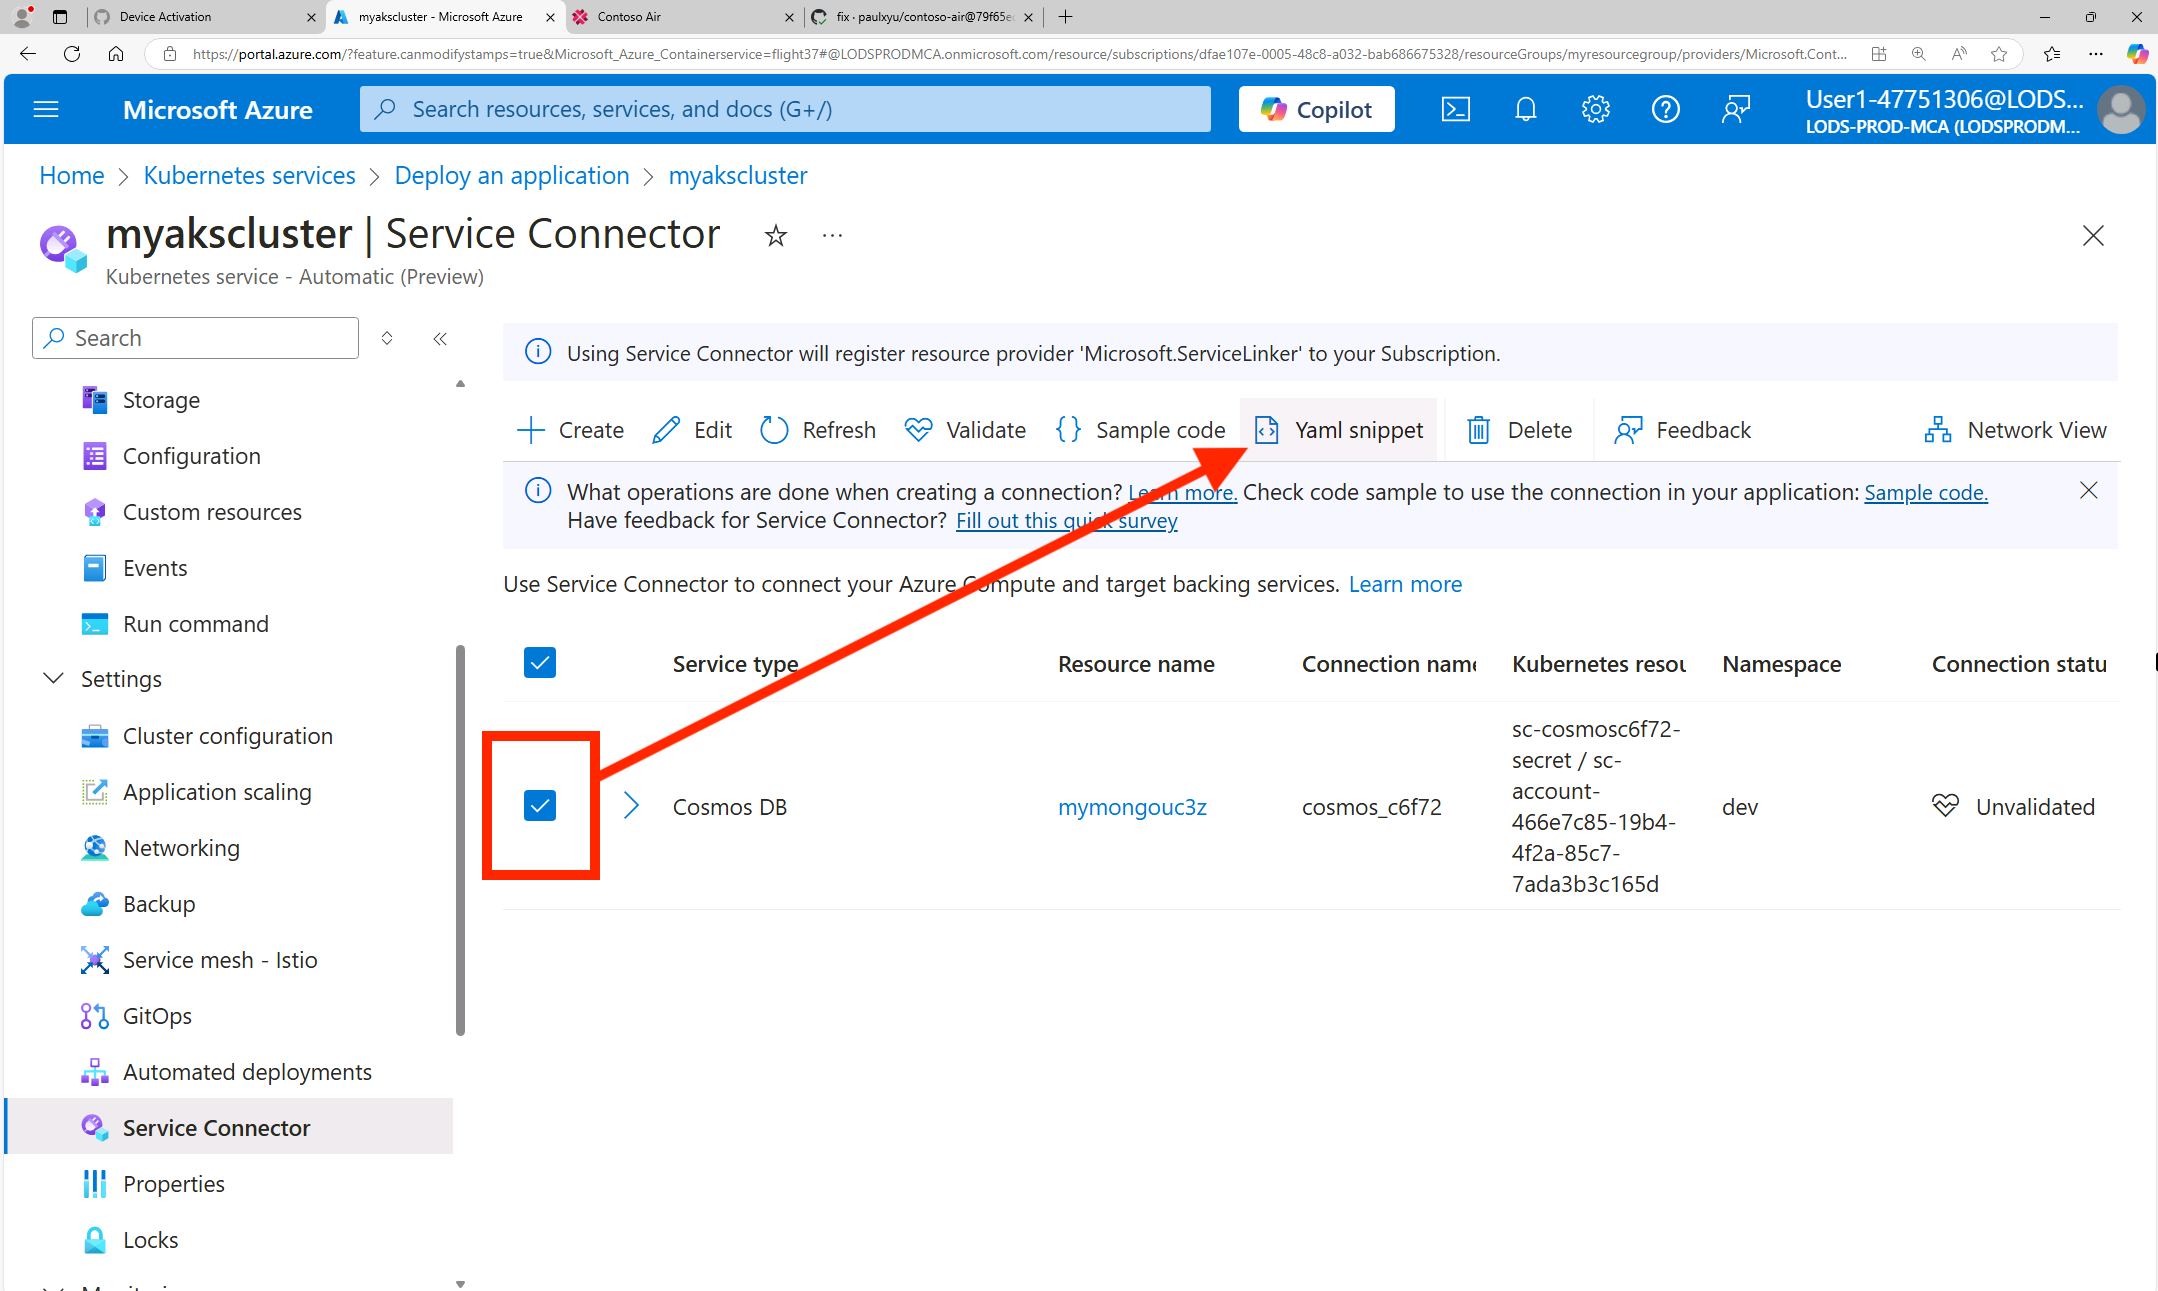 Device Activation
myakscluster - Microsoft Azure
Contoso Air
fix · paulxyu/contoso-air@79f65e
https://portal.azure.com/?feature.canmodifystamps=true&Microsoft_Azure_Containerservice=flight37#@LODSPRODMCA.onmicrosoft.com/resource/subscriptions/dfae107e-0005-48c8-a032-bab686675328/resourceGroups/myresourcegroup/providers/Microsoft.Cont...
Microsoft Azure
Search resources, services, and docs (G+/)
Copilot
User1-47751306@LODS...
LODS-PROD-MCA (LODSPRODM...
Home > Kubernetes services > Deploy an application > myakscluster
myakscluster | Service Connector
Kubernetes service - Automatic (Preview)
Search
Storage
Configuration
Custom resources
Events
Run command
Settings
Cluster configuration
Application scaling
Networking
Backup
Service mesh - Istio
GitOps
Automated deployments
Service Connector
Properties
Locks
Using Service Connector will register resource provider 'Microsoft.ServiceLinker' to your Subscription.
Create
Edit
Refresh
Validate
Sample code
Yaml snippet
Delete
Feedback
Network View
What operations are done when creating a connection? Learn more. Check code sample to use the connection in your application: Sample code.
Have feedback for Service Connector? Fill out this quick survey
Use Service Connector to connect your Azure Compute and target backing services. Learn more
Service type
Resource name
Connection name
Kubernetes resou
Namespace
Connection statu
Cosmos DB
mymongouc3z
cosmos_c6f72
sc-cosmosc6f72-
secret / sc-
account-
466e7c85-19b4-
4f2a-85c7-
7ada3b3c165d
dev
Unvalidated